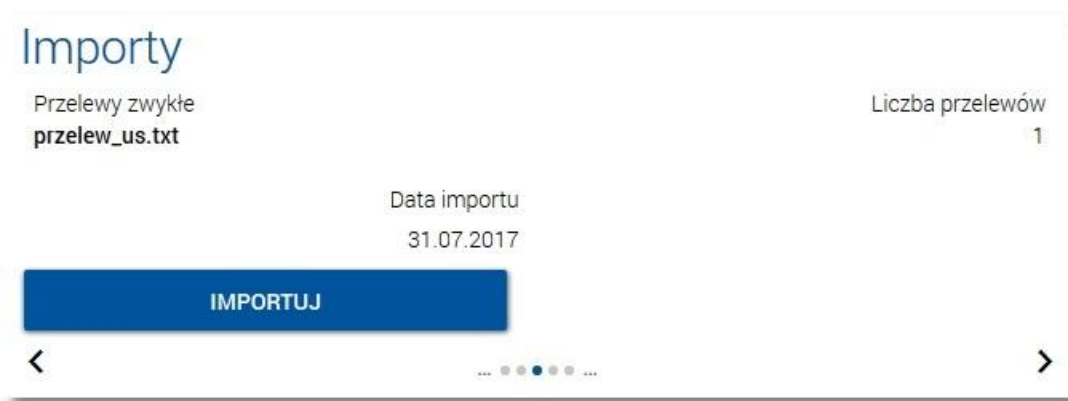 Importy
Przelewy zwykłe
Liczba przelewów
przelew_us.txt
1
Data importu
31.07.2017
IMPORTUJ
... ...